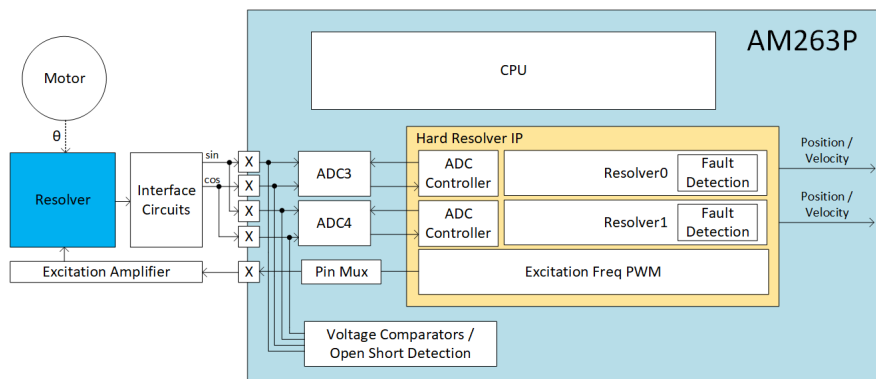 AM263P
CPU
Motor
θ
Hard Resolver IP
sin
cos
X
X
X
X
X
Resolver
Interface
Circuits
ADC3
ADC4
ADC
Controller
ADC
Controller
Resolver0
Fault
Detection
Resolver1
Fault
Detection
Position /
Velocity
Position /
Velocity
Excitation Amplifier
Pin Mux
Excitation Freq PWM
Voltage Comparators /
Open Short Detection